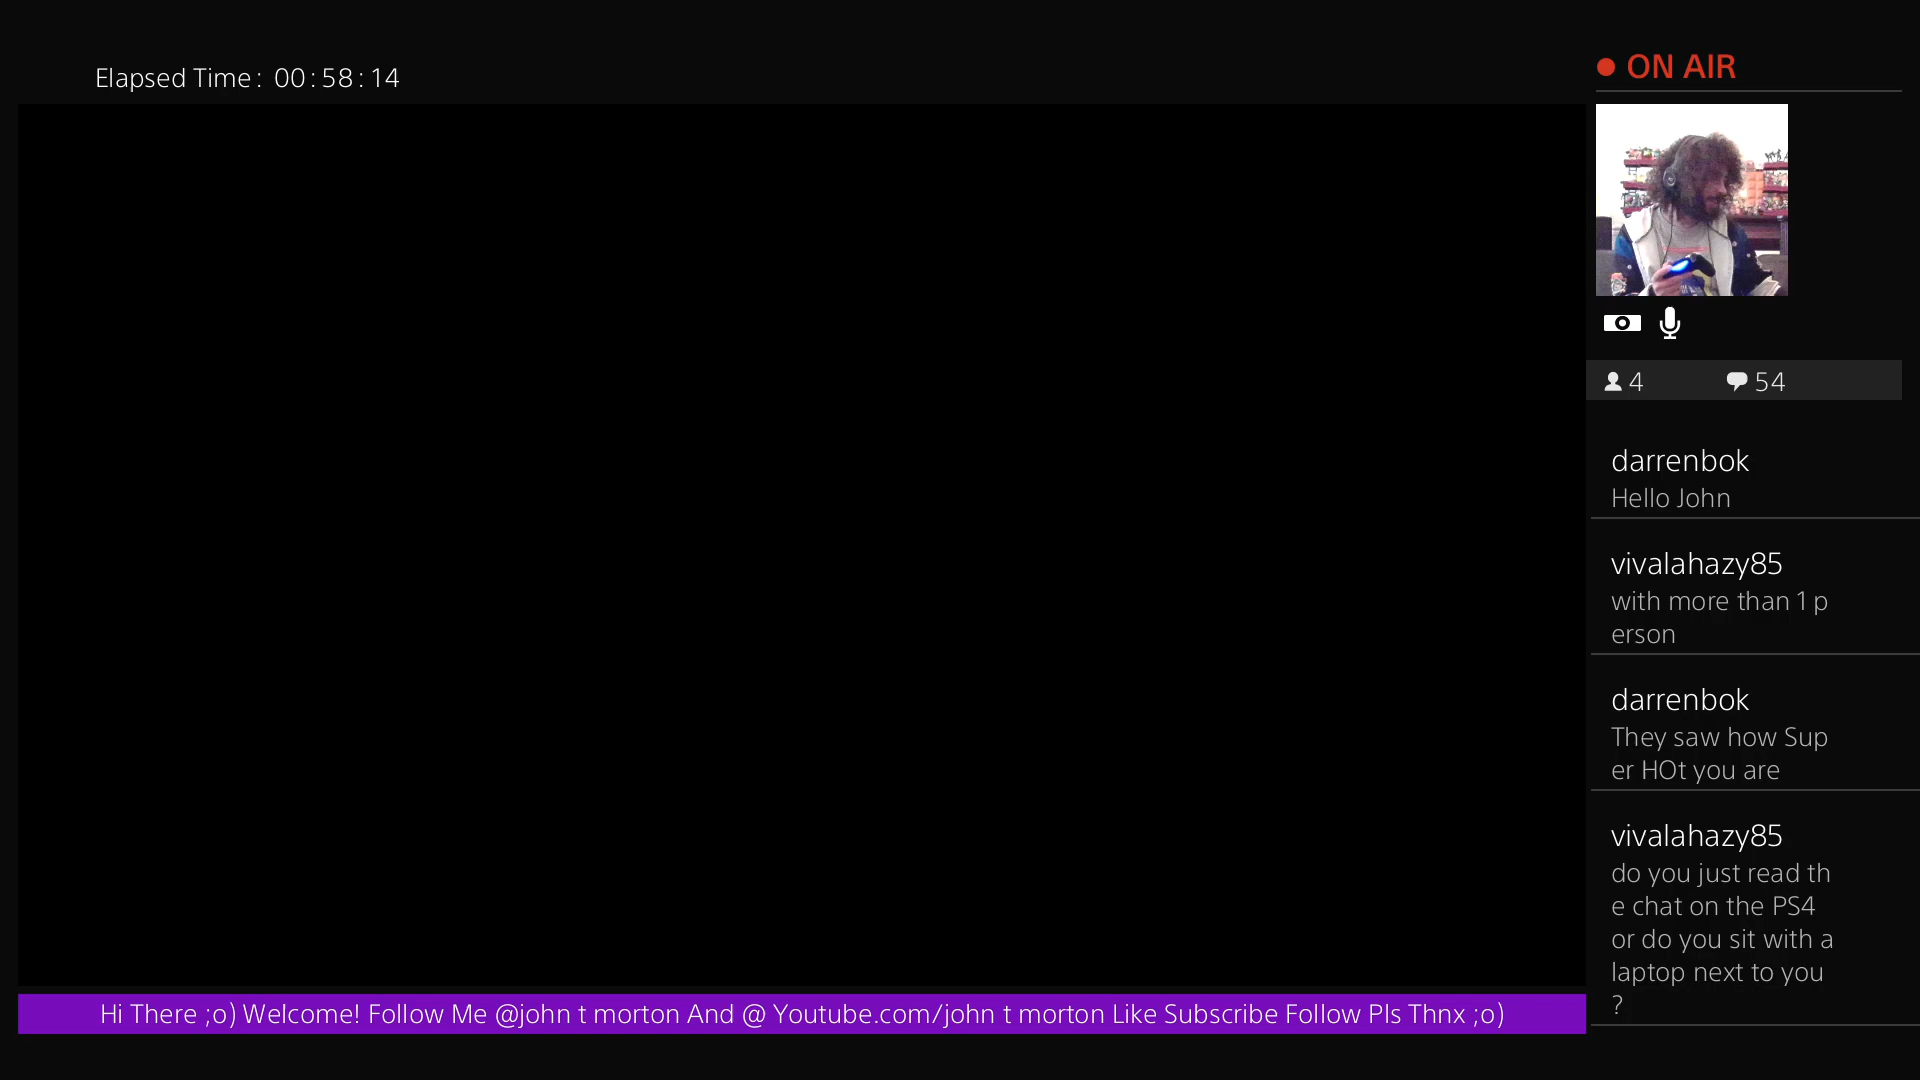 Elapsed Time: 00:58:14
ON AIR
4 54
darrenbok
Hello John
vivalahazy85
with more than 1 p
erson
darrenbok
They saw how Sup
er HOt you are
vivalahazy85
do you just read th
e chat on the PS4
or do you sit with a
laptop next to you
?
Hi There ;o) Welcome! Follow Me @john t morton And @ Youtube.com/john t morton Like Subscribe Follow Pls Thnx ;o)